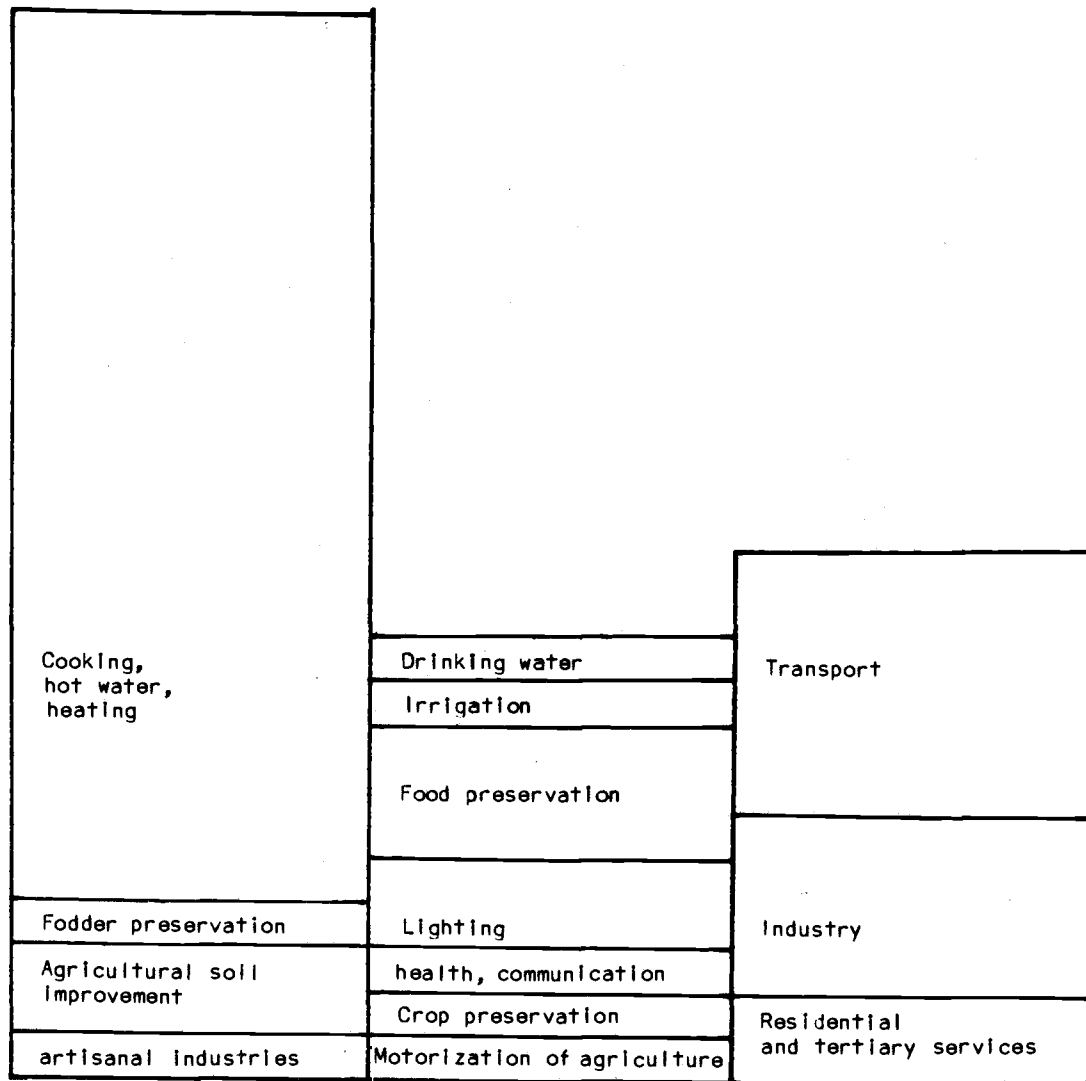 Cooking,
hot water,
heating
Fodder preservation
Agricultural soil
improvement
artisanal industries
Drinking water
Irrigation
Food preservation
Lighting
health, communication
Crop preservation
Motorization of agriculture
Transport
Industry
Residential
and tertiary services